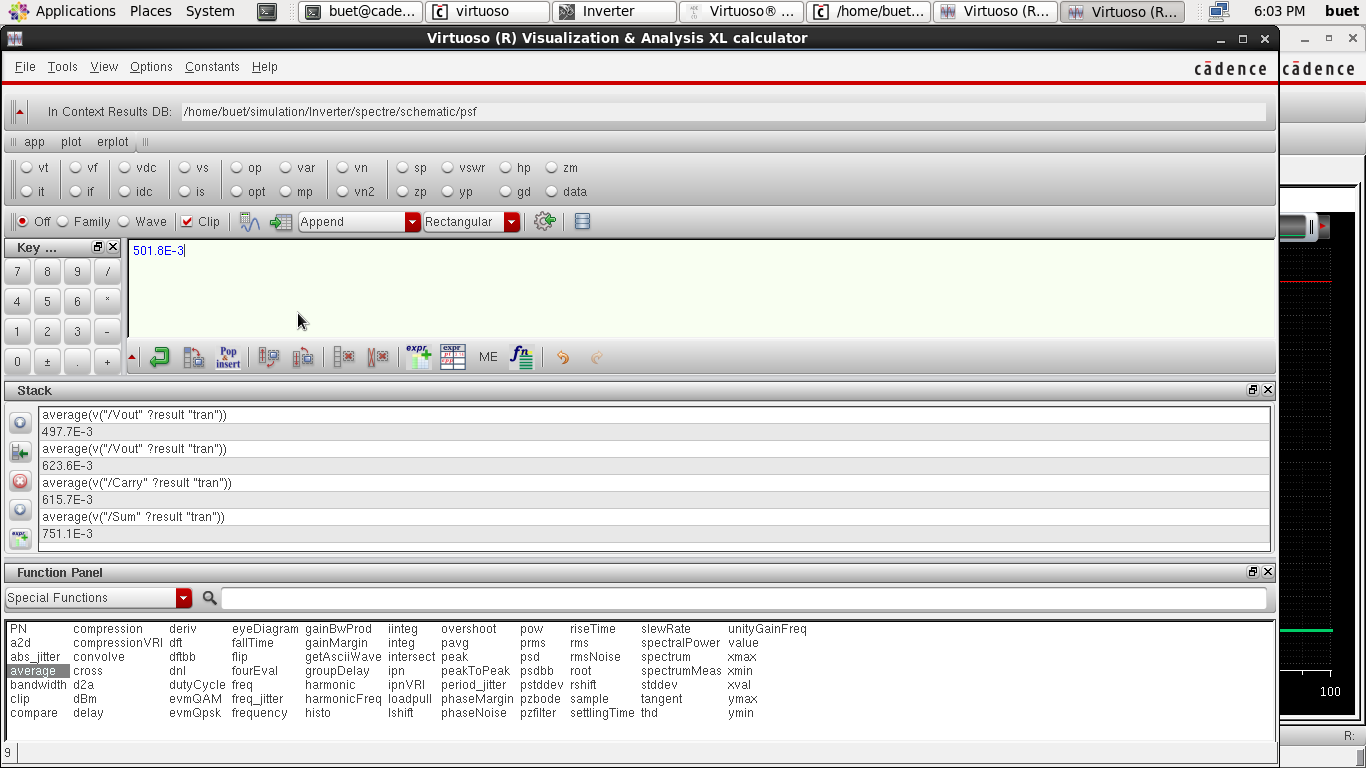 Applications Places System buet@cade... virtuoso Inverter Virtuoso® ... /home/buet... Virtuoso (R... Virtuoso (R... 6:03 PM buet
Virtuoso (R) Visualization & Analysis XL calculator
File Tools View Options Constants Help cādence cādence
In Context Results DB: /home/buet/simulation/Inverter/spectre/schematic/psf
app plot erplot
vt vf vdc vs op var vn sp vswr hp zm
it if idc is opt mp vn2 zp yp gd data
Off Family Wave Clip Append Rectangular
Key ...
501.8E-3
7 8 9 /
4 5 6 *
1 2 3 -
0 ± . +
Pop insert expr expr ME fn
Stack
average(v("/Vout" ?result "tran"))
497.7E-3
average(v("/Vout" ?result "tran"))
623.6E-3
average(v("/Carry" ?result "tran"))
615.7E-3
average(v("/Sum" ?result "tran"))
751.1E-3
expr
Function Panel
Special Functions
PN compression deriv eyeDiagram gainBwProd iinteg overshoot pow riseTime slewRate unityGainFreq
a2d compressionVRI dft fallTime gainMargin integ pavg prms rms spectralPower value
abs_jitter convolve dftbb flip getAsciiWave intersect peak psd rmsNoise spectrum xmax
average cross dnl fourEval groupDelay ipn peakToPeak psdbb root spectrumMeas xmin
bandwidth d2a dutyCycle freq harmonic ipnVRI period_jitter pstddev rshift stddev xval
clip dBm evmQAM freq_jitter harmonicFreq loadpull phaseMargin pzbode sample tangent ymax
compare delay evmQpsk frequency histo lshift phaseNoise pzfilter settlingTime thd ymin
100
R:
9